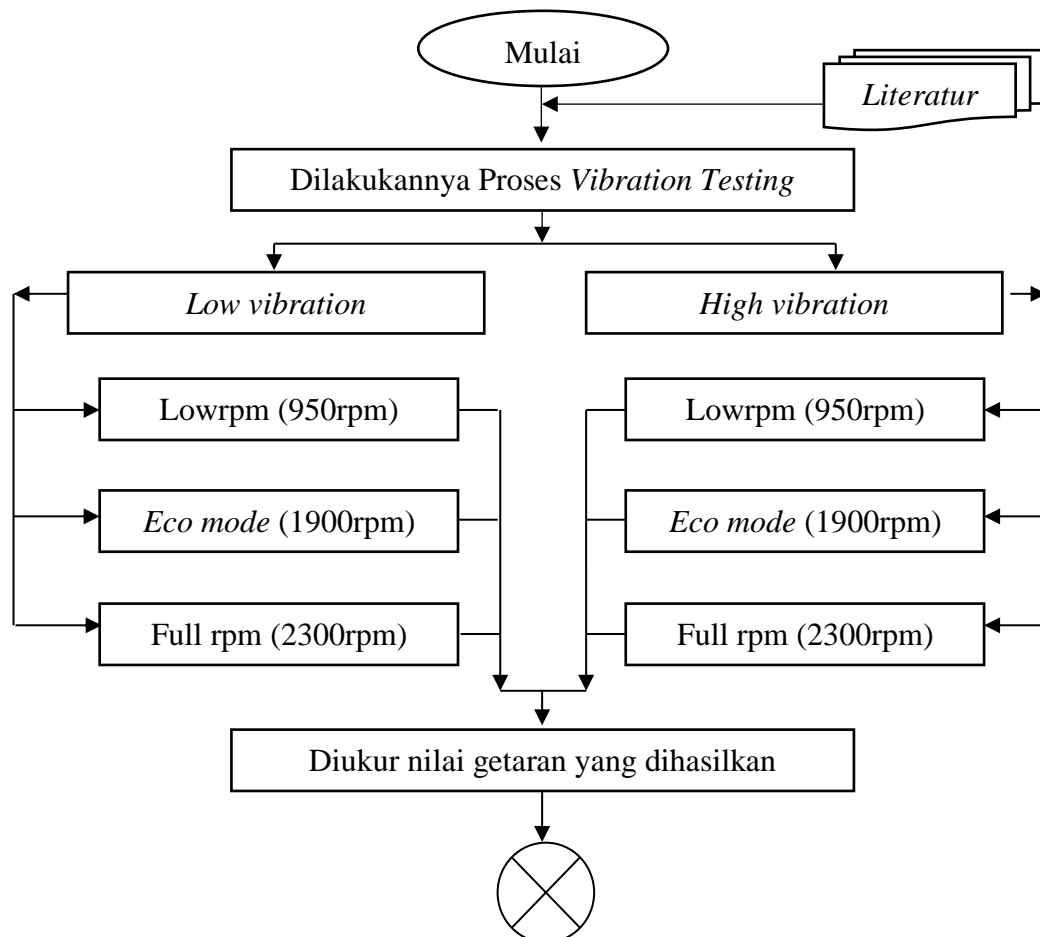 Mulai
Literatur
Dilakukannya Proses Vibration Testing
Low vibration
High vibration
Lowrpm (950rpm)
Lowrpm (950rpm)
Eco mode (1900rpm)
Eco mode (1900rpm)
Full rpm (2300rpm)
Full rpm (2300rpm)
Diukur nilai getaran yang dihasilkan